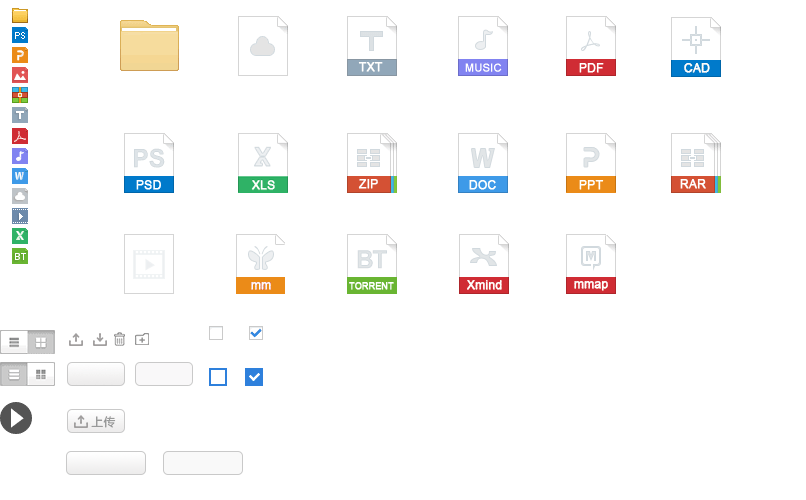 PS
P
T
W
X
BT
T
TXT
MUSIC
PDF
CAD
PS
PSD
X
XLS
ZIP
W
DOC
P
PPT
RAR
mm
BT
TORRENT
X
Xmind
M
mmap
上传